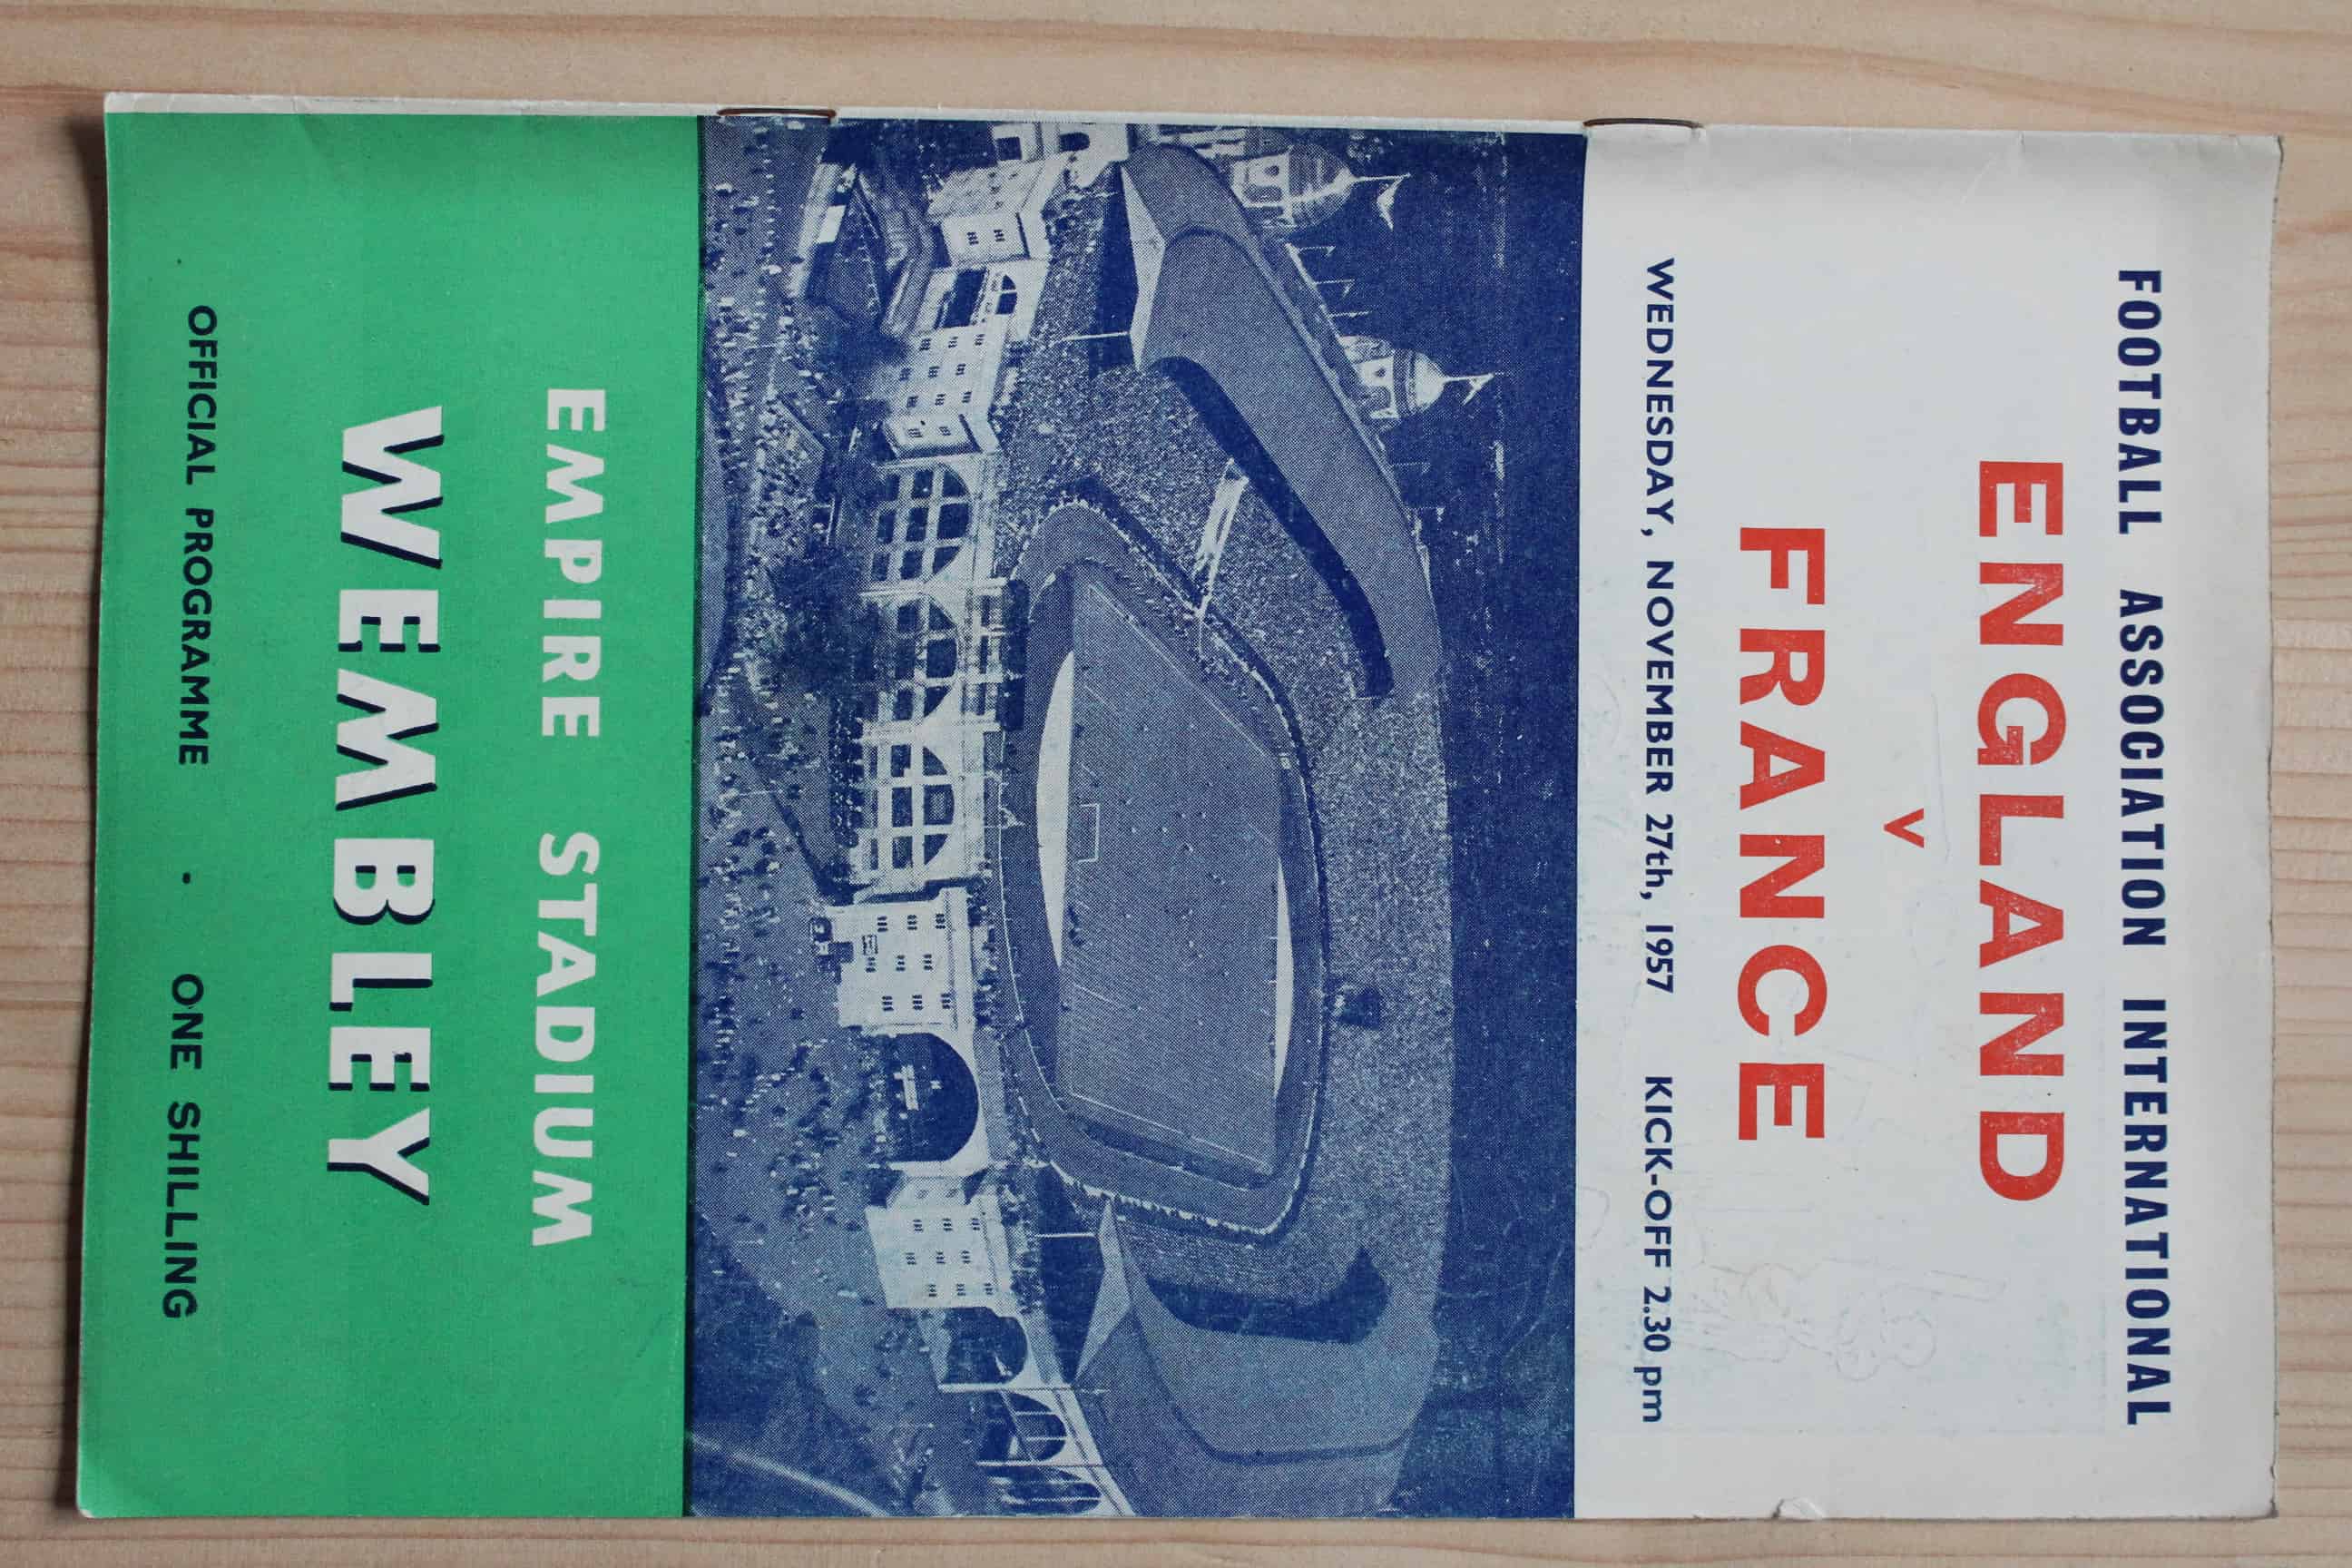 FOOTBALL ASSOCIATION INTERNATIONAL
ENGLAND
v
FRANCE
WEDNESDAY, NOVEMBER 27th, 1957 KICK-OFF 2.30 pm
EMPIRE STADIUM
WEMBLEY
OFFICIAL PROGRAMME · ONE SHILLING